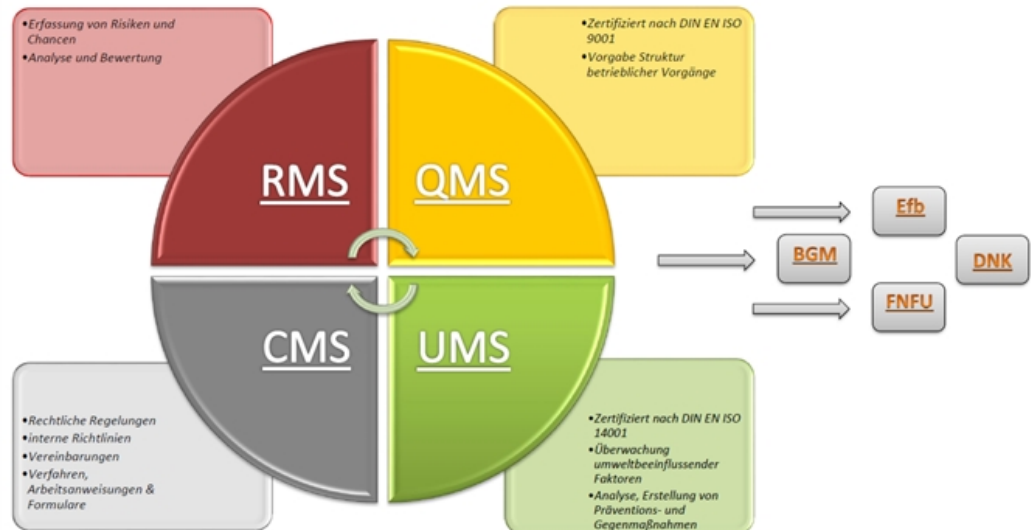 •Erfassung von Risiken und
Chancen
•Analyse und Bewertung
•Zertifiziert nach DIN EN ISO
9001
•Vorgabe Struktur
betrieblicher Vorgänge
RMS
QMS
CMS
UMS
Efb
BGM
DNK
FNFU
•Rechtliche Regelungen
•interne Richtlinien
•Vereinbarungen
•Verfahren,
Arbeitsanweisungen &
Formulare
•Zertifiziert nach DIN EN ISO
14001
•Überwachung
umweltbeeinflussender
Faktoren
•Analyse, Erstellung von
Präventions- und
Gegenmaßnahmen